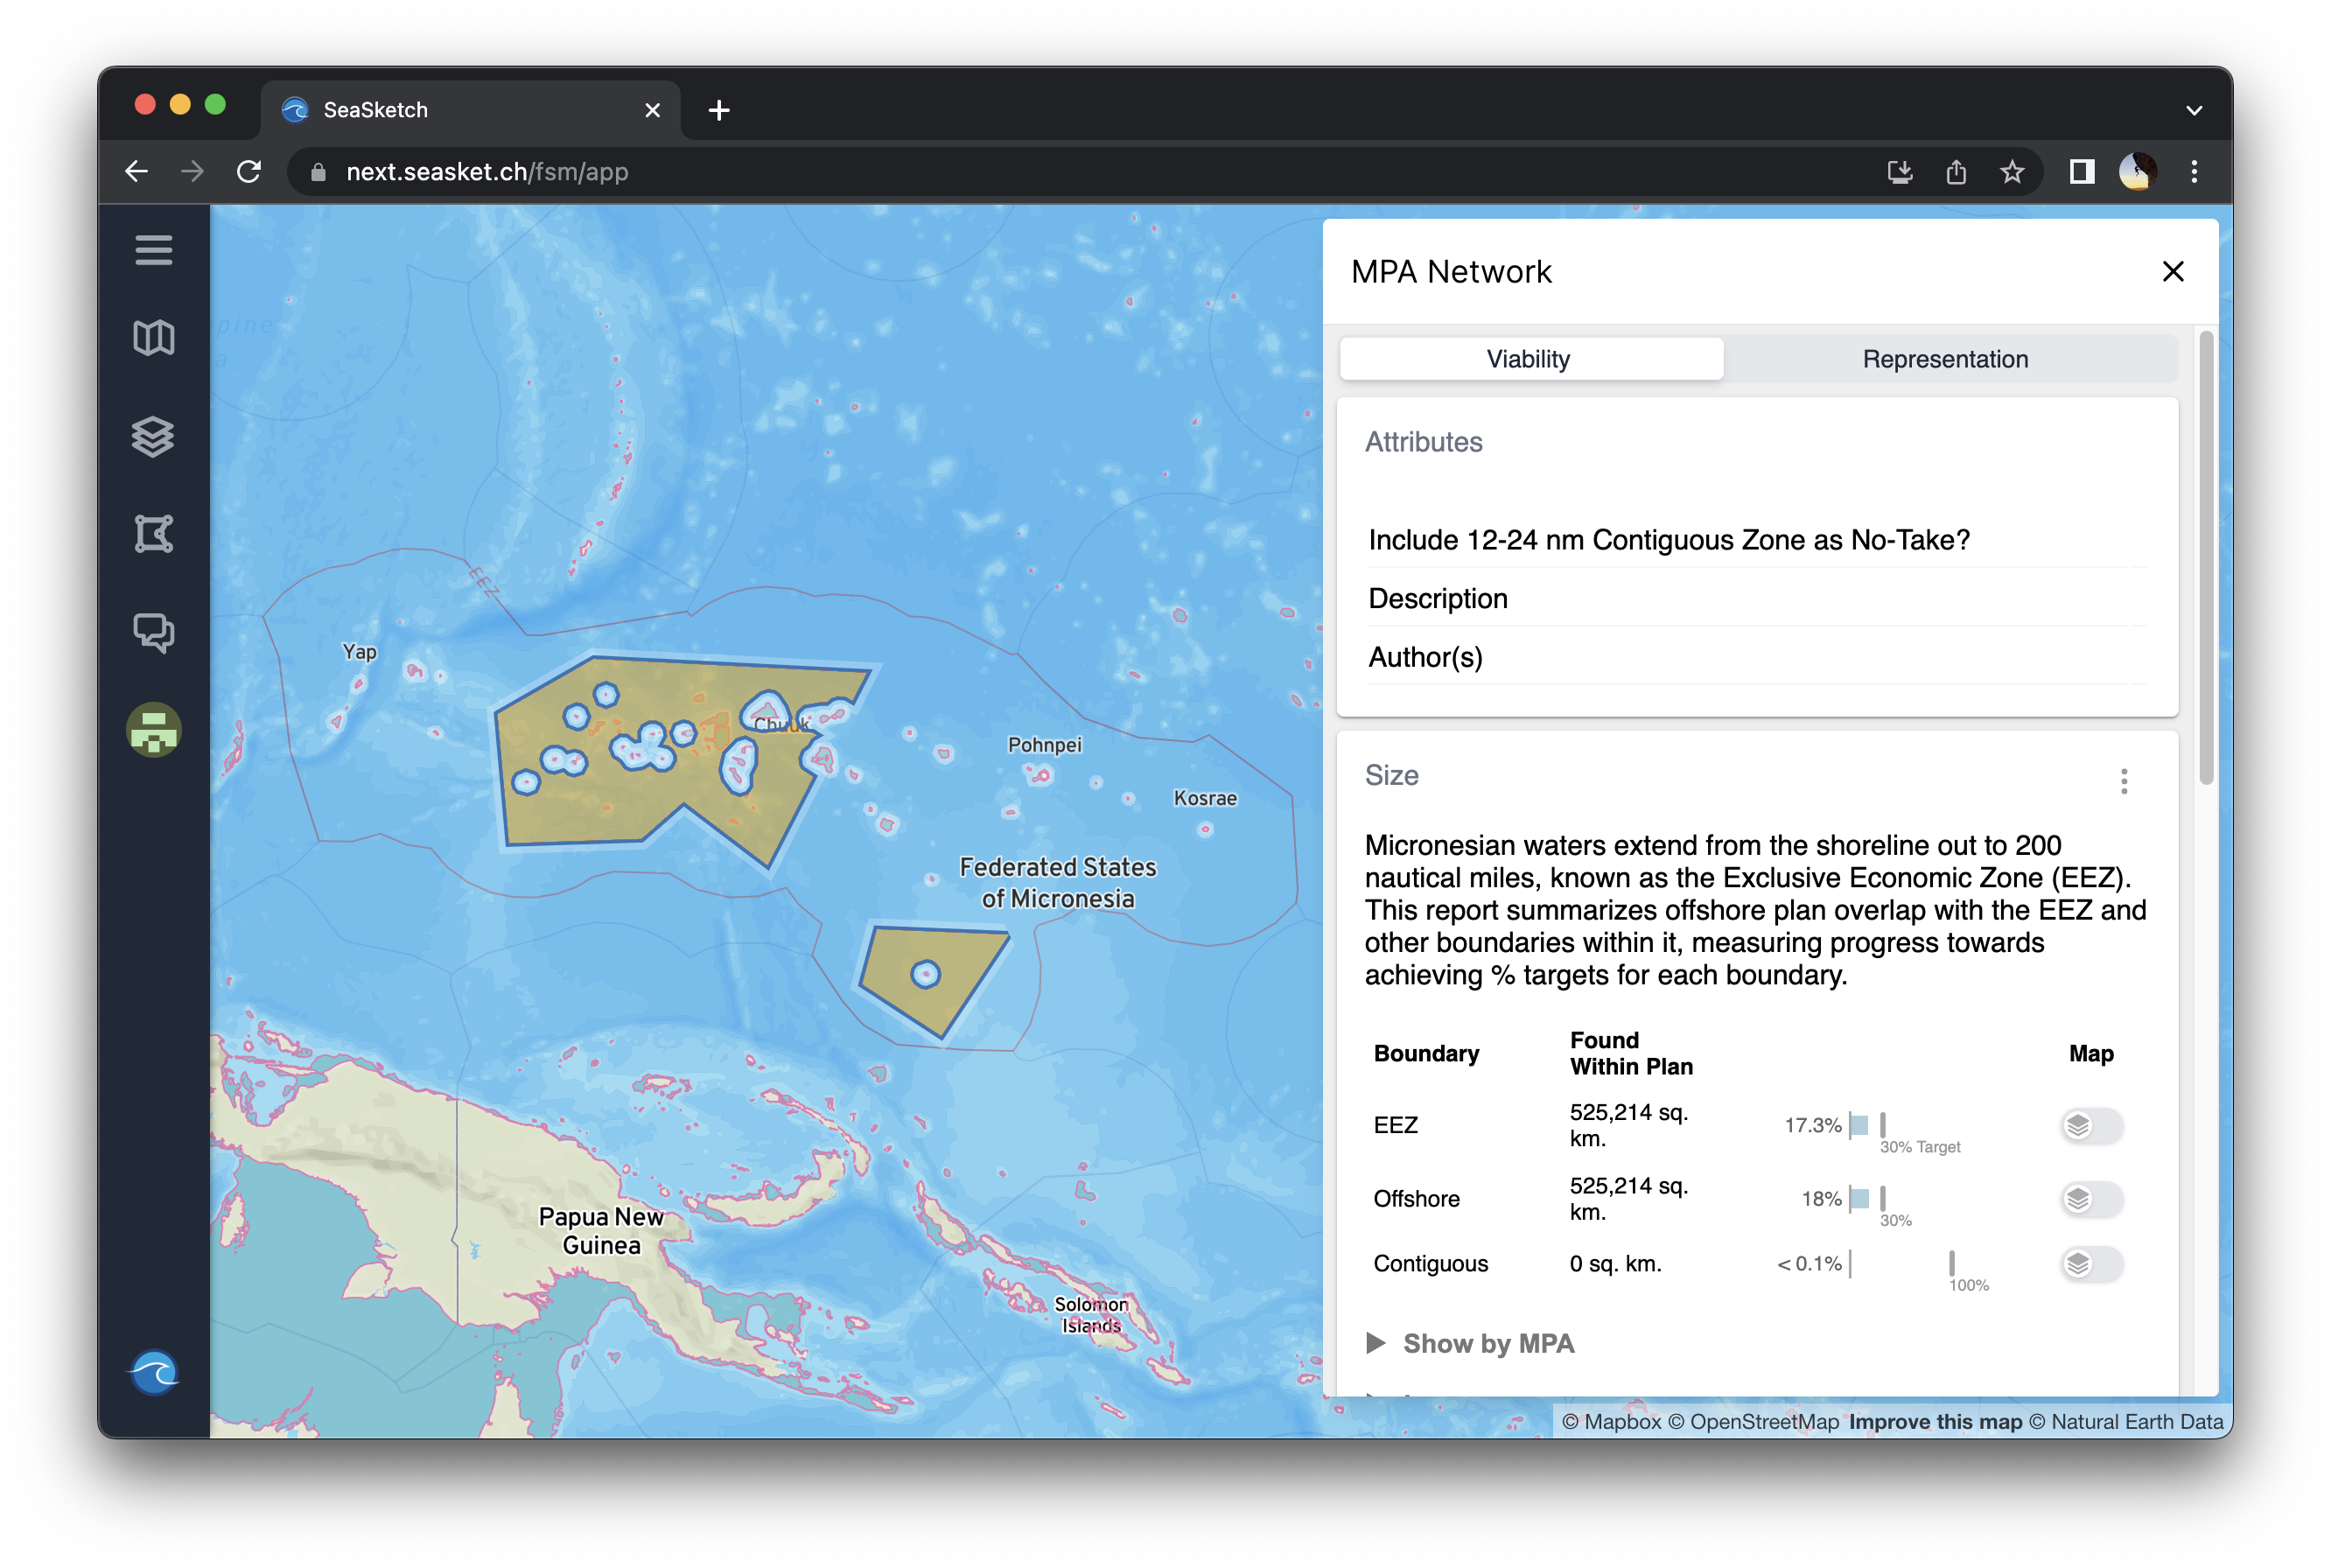 SeaSketch
next.seasket.ch/fsm/app
MPA Network
Viability
Representation
Attributes
Include 12-24 nm Contiguous Zone as No-Take?
Description
Author(s)
Size
Micronesian waters extend from the shoreline out to 200
nautical miles, known as the Exclusive Economic Zone (EEZ).
This report summarizes offshore plan overlap with the EEZ and
other boundaries within it, measuring progress towards
achieving % targets for each boundary.
Boundary
Found
Within Plan
Map
EEZ
525,214 sq.
km.
17.3%
30% Target
Offshore
525,214 sq.
km.
18%
30%
Contiguous
0 sq. km.
< 0.1%
100%
Show by MPA
EEZ
Yap
Chuuk
Pohnpei
Kosrae
Federated States
of Micronesia
Papua New
Guinea
Solomon
Islands
© Mapbox © OpenStreetMap Improve this map © Natural Earth Data